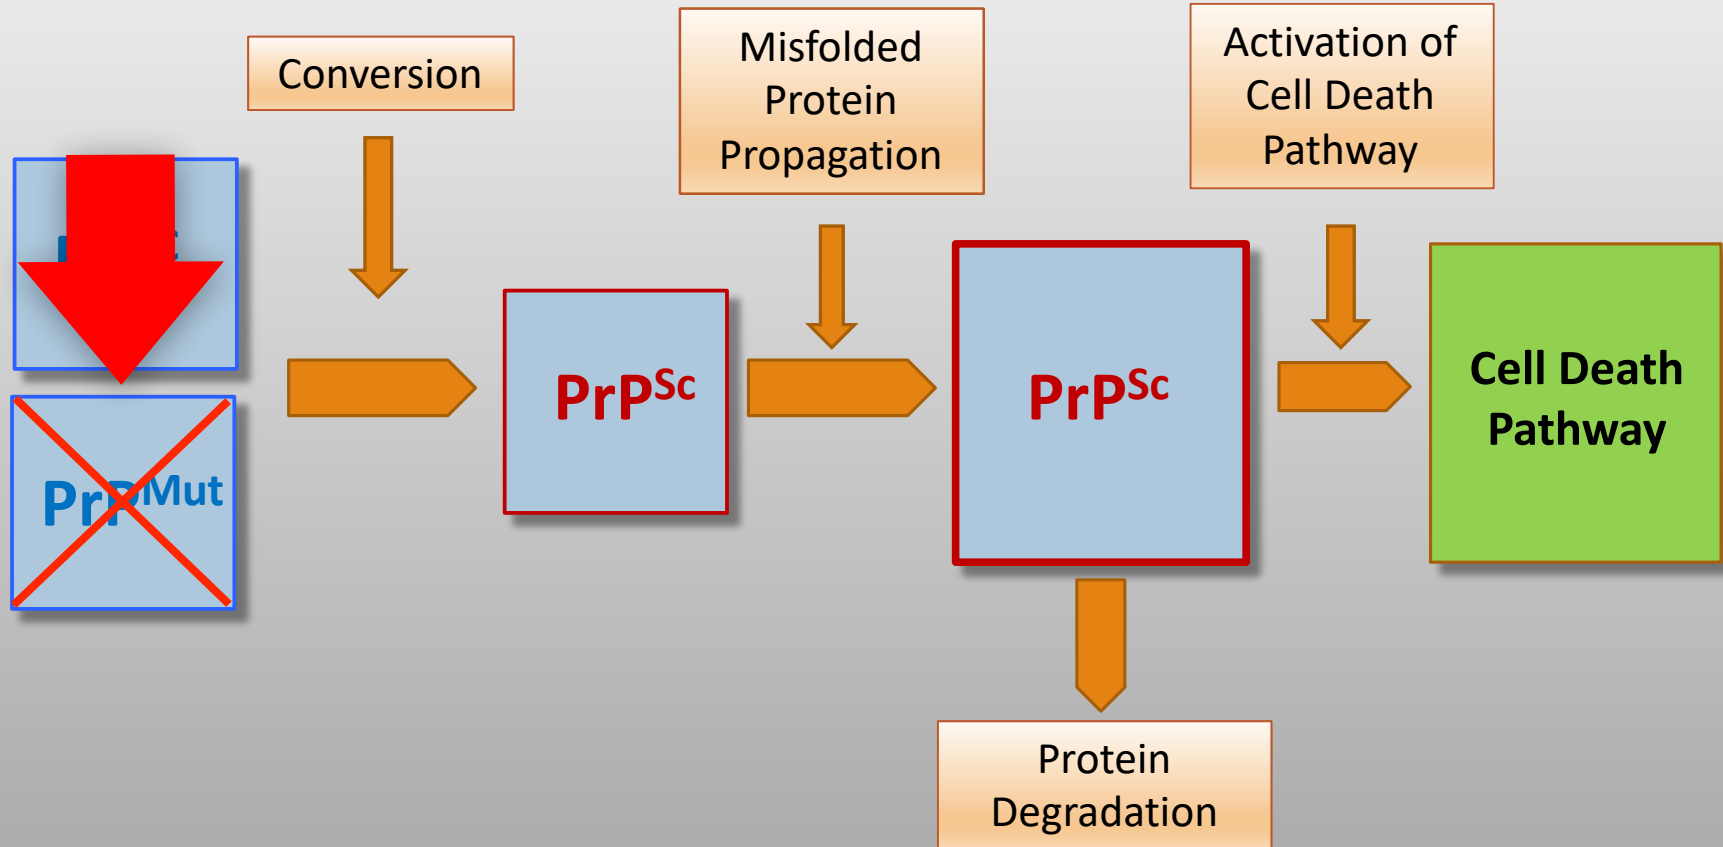 Conversion
Misfolded
Protein
Propagation
Activation of
Cell Death
Pathway
PrPMut
PrPSc
PrPSc
Cell Death
Pathway
Protein
Degradation